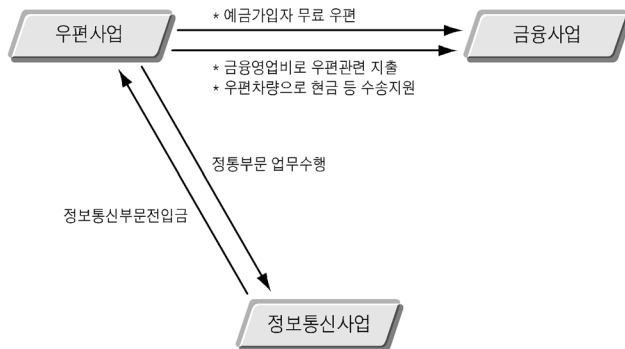 * 예금가입자 무료 우편
우편사업
금융사업
* 금융영업비로 우편관련 지출
* 우편차량으로 현금 등 수송지원
정통부문 업무수행
정보통신부문전입금
정보통신사업